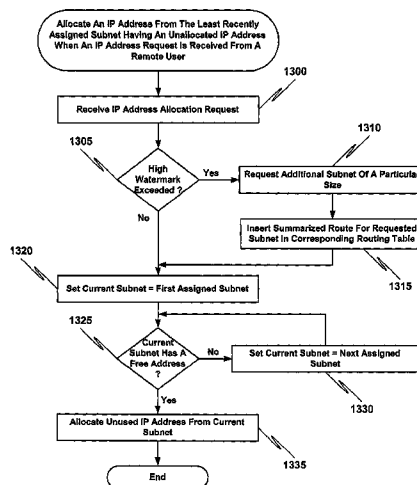 Allocate An IP Address From The Least Recently
Assigned Subnet Having An Unallocated IP Address
When An IP Address Request Is Received From A
Remote User
1300
Receive IP Address Allocation Request
1305
1310
High
Watermark
Exceeded ?
Yes
Request Additional Subnet Of A Particular
Size
No
Insert Summarized Route For Requested
Subnet In Corresponding Routing Table
1320
1315
Set Current Subnet = First Assigned Subnet
1325
Current
Subnet Has A
Free Address
?
No
Set Current Subnet = Next Assigned
Subnet
Yes
1330
Allocate Unused IP Address From Current
Subnet
1335
End